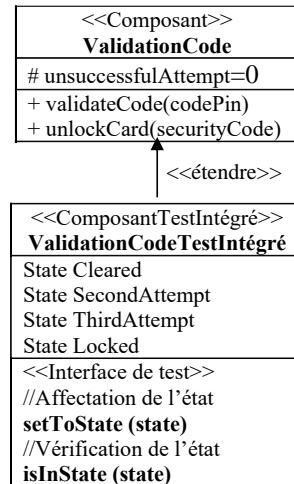 <<Composant>>
ValidationCode
# unsuccessfulAttempt=0
+ validateCode(codePin)
+ unlockCard(securityCode)
<<étendre>>
<<ComposantTestIntégré>>
ValidationCodeTestIntégré
State Cleared
State SecondAttempt
State ThirdAttempt
State Locked
<<Interface de test>>
//Affectation de l'état
setToState (state)
//Vérification de l'état
isInState (state)